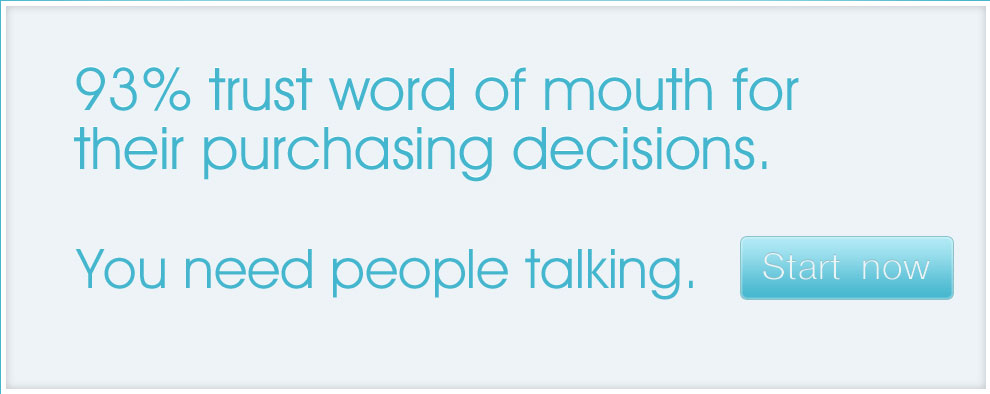 93% trust word of mouth for
their purchasing decisions.
You need people talking.
Start now